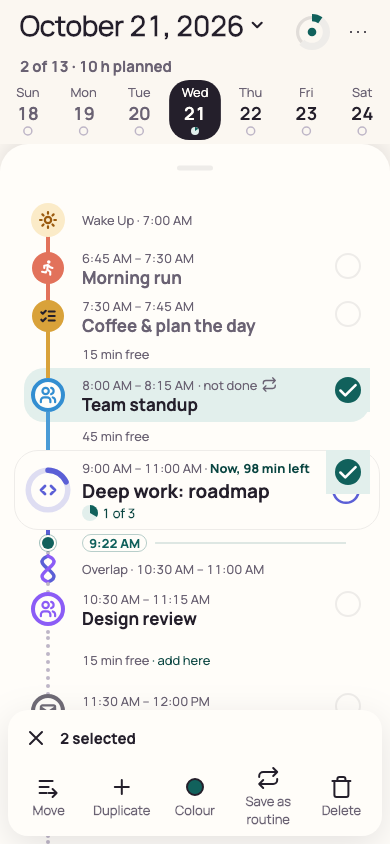 October 21, 2026
2 of 13 · 10 h planned
Sun Mon Tue Wed Thu Fri Sat
18 19 20 21 22 23 24
Wake Up · 7:00 AM
6:45 AM – 7:30 AM
Morning run
7:30 AM – 7:45 AM
Coffee & plan the day
15 min free
8:00 AM – 8:15 AM · not done
Team standup
45 min free
9:00 AM – 11:00 AM · Now, 98 min left
Deep work: roadmap
1 of 3
9:22 AM
Overlap · 10:30 AM – 11:00 AM
10:30 AM – 11:15 AM
Design review
15 min free · add here
11:30 AM – 12:00 PM
2 selected
Move Duplicate Colour Save as routine Delete